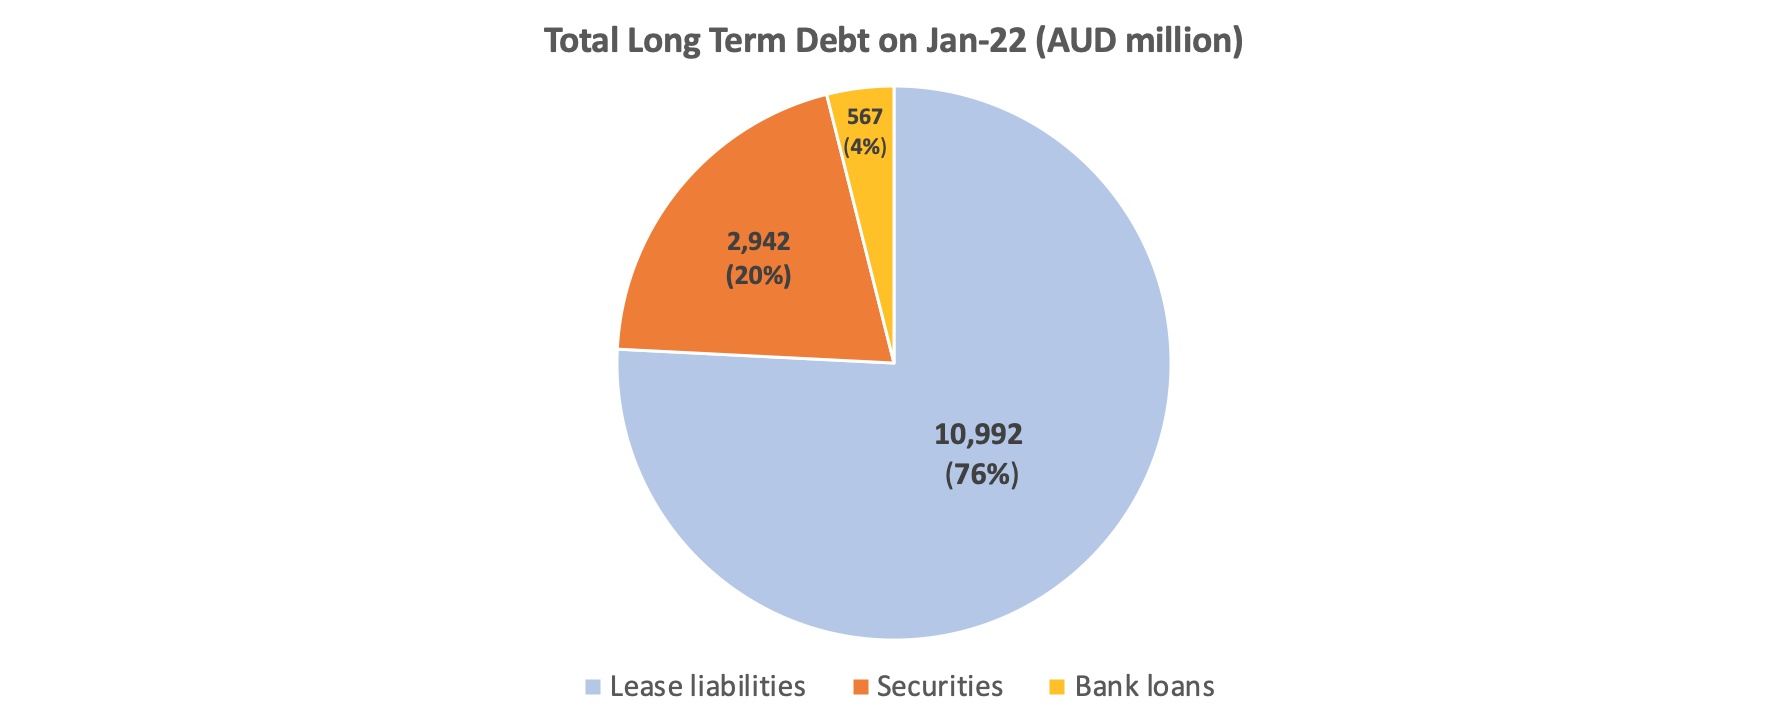 Total Long Term Debt on Jan-22 (AUD million)
567
(4%)
2,942
(20%)
10,992
(76%)
Lease liabilities
Securities
Bank loans